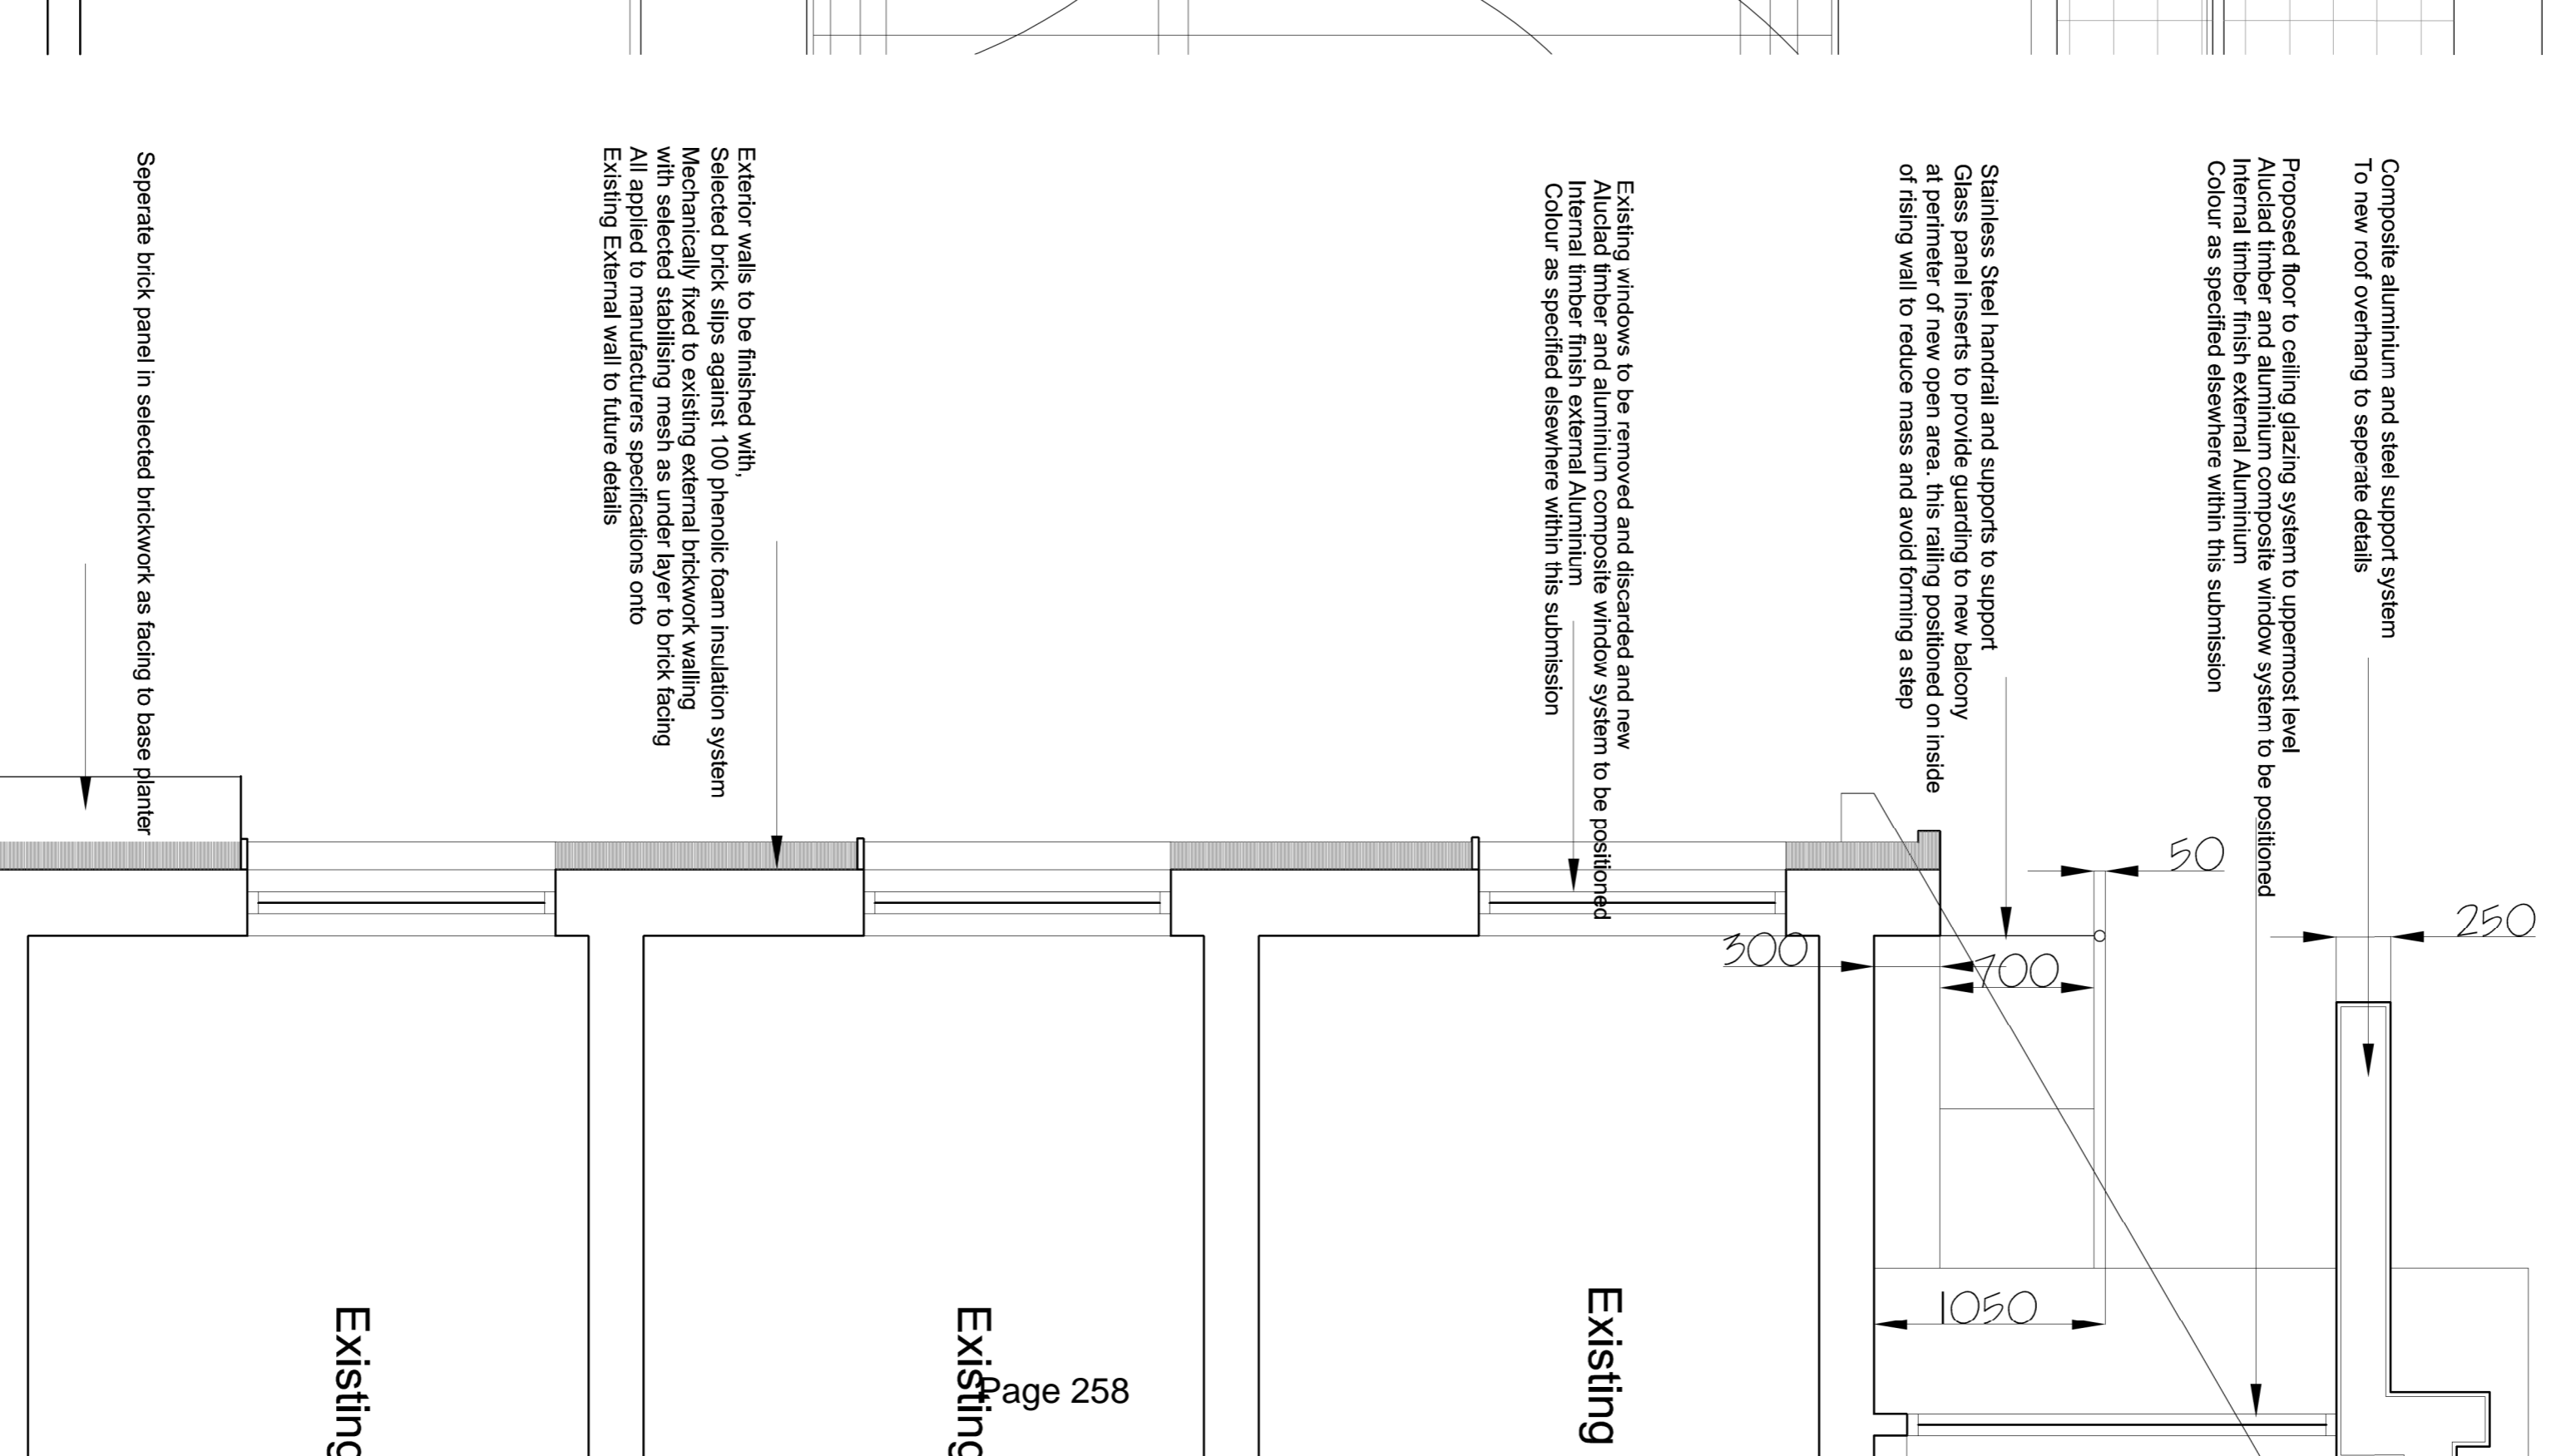 Composite aluminium and steel support system
To new roof overhang to seperate details
Proposed floor to ceiling glazing system to uppermost level
Aluclad timber and aluminium composite window system to be positioned
Internal timber finish external Aluminium
Colour as specified elsewhere within this submission
Stainless Steel handrail and supports to support
Glass panel inserts to provide guarding to new balcony
at perimeter of new open area. this railing positioned on inside
of rising wall to reduce mass and avoid forming a step
Existing windows to be removed and discarded and new
Aluclad timber and aluminium composite window system to be positioned
Internal timber finish external Aluminium
Colour as specified elsewhere within this submission
Exterior walls to be finished with,
Selected brick slips against 100 phenolic foam insulation system
Mechanically fixed to existing external brickwork walling
with selected stabilising mesh as under layer to brick facing
All applied to manufacturers specifications onto
Existing External wall to future details
Seperate brick panel in selected brickwork as facing to base planter
50
250
300
700
1050
Existing
Existing
Existing
Page 258